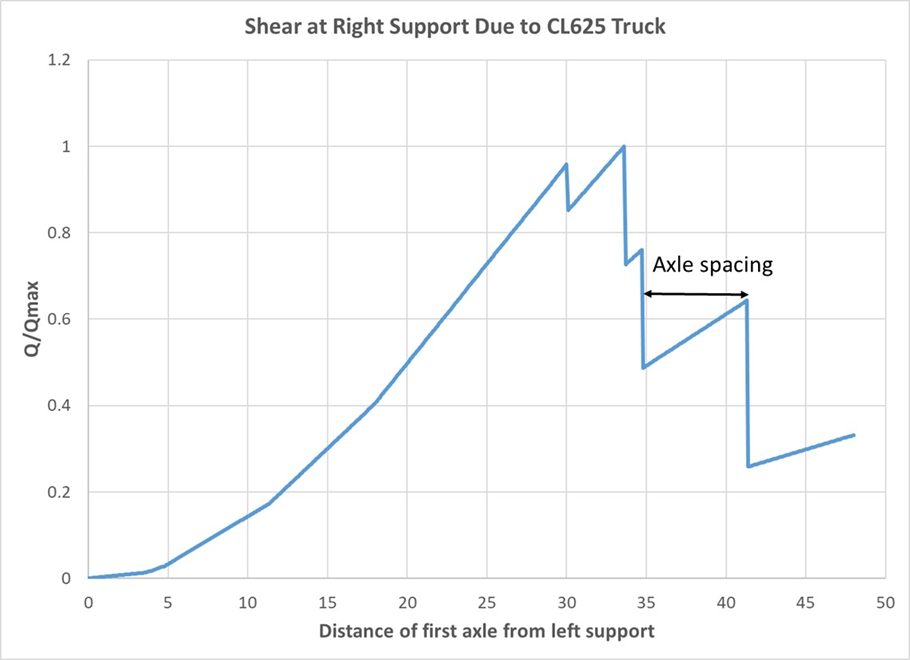 Shear at Right Support Due to CL625 Truck
1.2
1
0.8
0.6
0.4
0.2
0
Q/Qmax
Axle spacing
0 5 10 15 20 25 30 35 40 45 50
Distance of first axle from left support